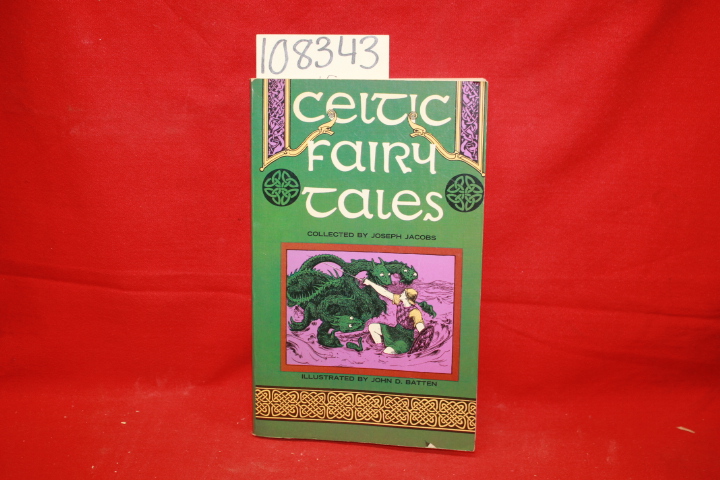 108343
Celtic
Fairy
Tales
COLLECTED BY JOSEPH JACOBS
ILLUSTRATED BY JOHN D. BATTEN